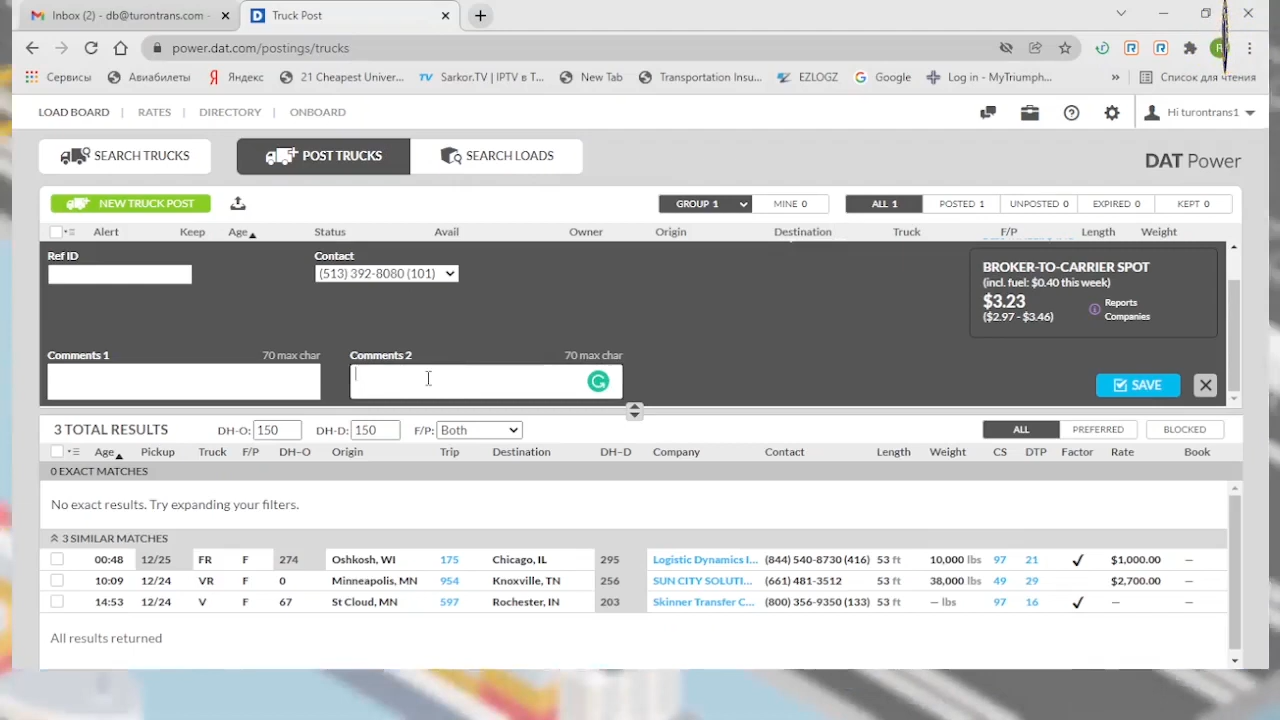 Inbox (2) - db@turontrans.com -
Truck Post
power.dat.com/postings/trucks
Сервисы Авиабилеты Яндекс 21 Cheapest Univer... Sarkor.TV | IPTV в Т... New Tab Transportation Insu... EZLOGZ Google Log in - MyTriumph... » Список для чтения
LOAD BOARD | RATES | DIRECTORY | ONBOARD Hi turontrans1
SEARCH TRUCKS POST TRUCKS SEARCH LOADS DAT Power
NEW TRUCK POST GROUP 1 MINE 0 ALL 1 POSTED 1 UNPOSTED 0 EXPIRED 0 KEPT 0
Alert Keep Age Status Avail Owner Origin Destination Truck F/P Length Weight
Ref ID Contact
(513) 392-8080 (101)
BROKER-TO-CARRIER SPOT
(incl. fuel: $0.40 this week)
$3.23
($2.97 - $3.46)
Reports
Companies
Comments 1 70 max char Comments 2 70 max char
SAVE
3 TOTAL RESULTS DH-O: 150 DH-D: 150 F/P: Both ALL PREFERRED BLOCKED
Age Pickup Truck F/P DH-O Origin Trip Destination DH-D Company Contact Length Weight CS DTP Factor Rate Book
0 EXACT MATCHES
No exact results. Try expanding your filters.
3 SIMILAR MATCHES
00:48 12/25 FR F 274 Oshkosh, WI 175 Chicago, IL 295 Logistic Dynamics I... (844) 540-8730 (416) 53 ft 10,000 lbs 97 21 ✓ $1,000.00 –
10:09 12/24 VR F 0 Minneapolis, MN 954 Knoxville, TN 256 SUN CITY SOLUTI... (661) 481-3512 53 ft 38,000 lbs 49 29 $2,700.00 –
14:53 12/24 V F 67 St Cloud, MN 597 Rochester, IN 203 Skinner Transfer C... (800) 356-9350 (133) 53 ft – lbs 97 16 ✓ – –
All results returned